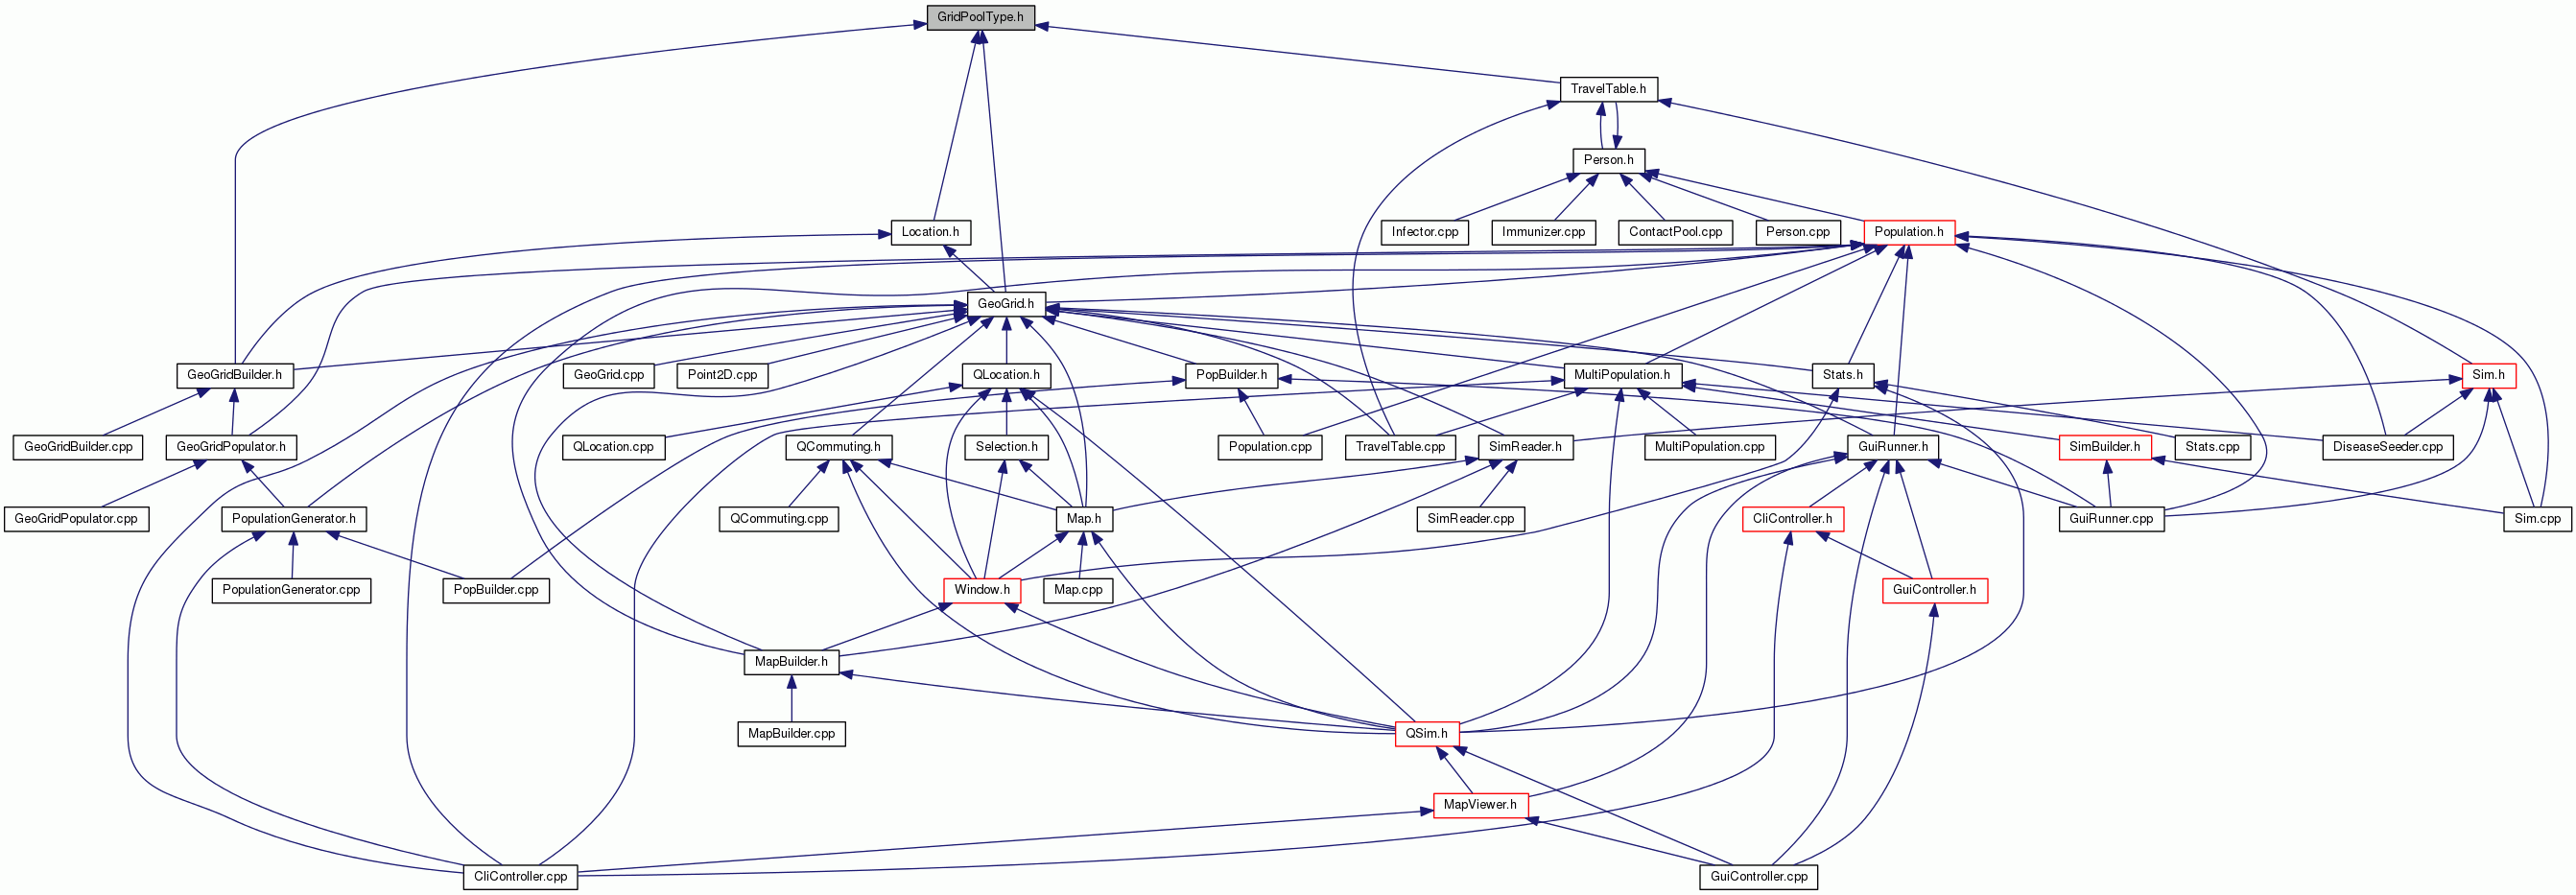 GridPoolType.h
TravelTable.h
Person.h
Location.h
Infector.cpp
Immunizer.cpp
ContactPool.cpp
Person.cpp
Population.h
GeoGrid.h
GeoGridBuilder.h
GeoGrid.cpp
Point2D.cpp
QLocation.h
PopBuilder.h
MultiPopulation.h
Stats.h
Sim.h
GeoGridBuilder.cpp
GeoGridPopulator.h
QLocation.cpp
QCommuting.h
Selection.h
Population.cpp
TravelTable.cpp
SimReader.h
MultiPopulation.cpp
GuiRunner.h
SimBuilder.h
Stats.cpp
DiseaseSeeder.cpp
GeoGridPopulator.cpp
PopulationGenerator.h
QCommuting.cpp
Map.h
SimReader.cpp
CliController.h
GuiRunner.cpp
Sim.cpp
PopulationGenerator.cpp
PopBuilder.cpp
Window.h
Map.cpp
GuiController.h
MapBuilder.h
MapBuilder.cpp
QSim.h
MapViewer.h
CliController.cpp
GuiController.cpp